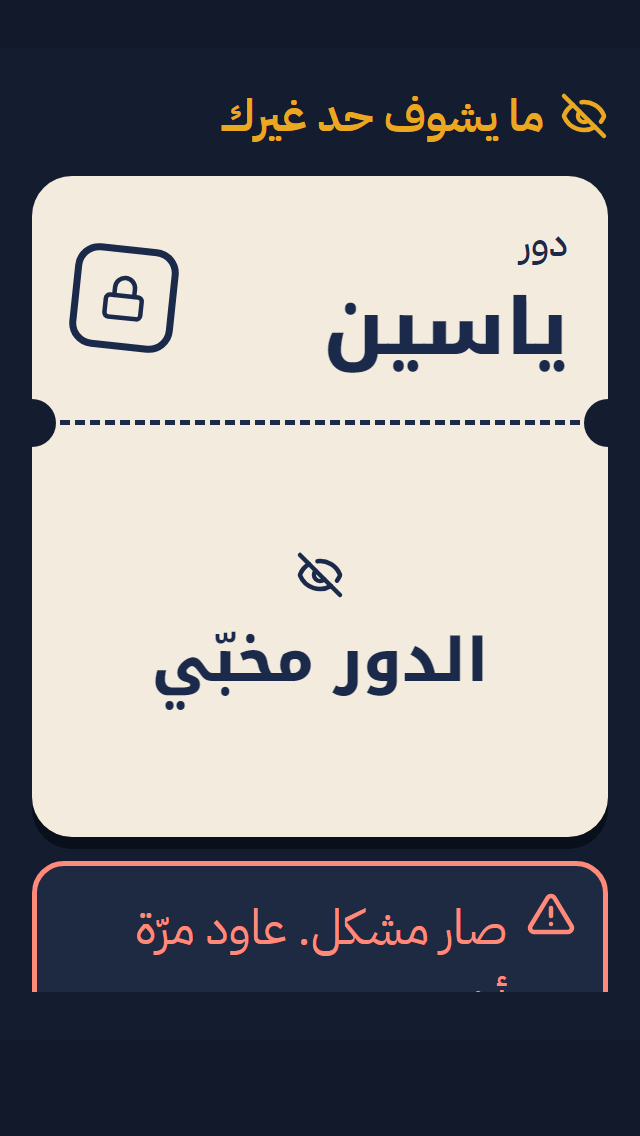 ما يشوف حد غيرك
دور
ياسين
الدور مخبّي
صار مشكل. عاود مرّة